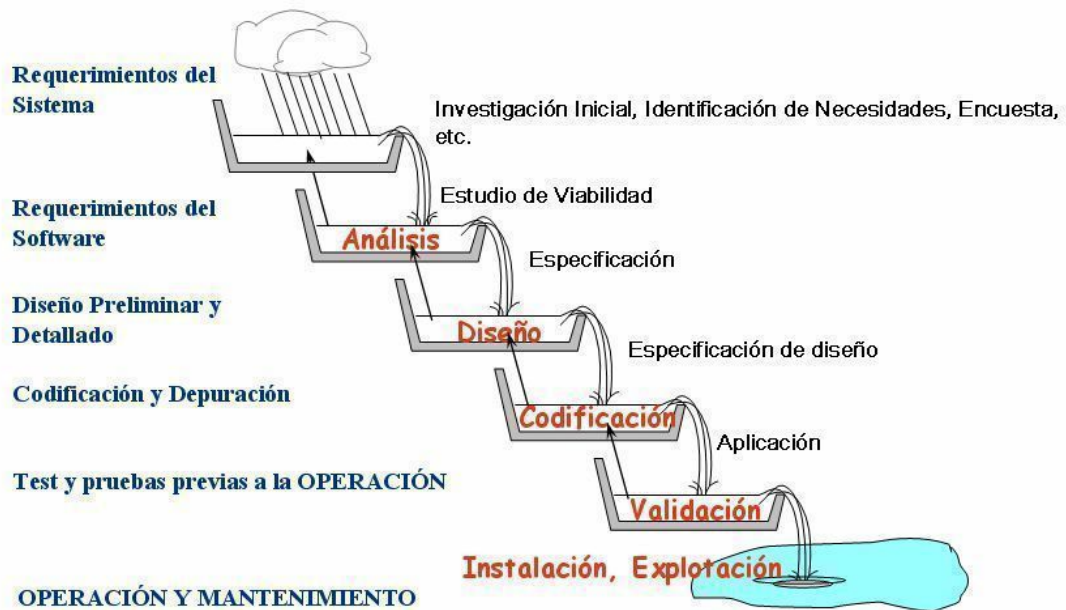 Requerimientos del
Sistema
Investigación Inicial, Identificación de Necesidades, Encuesta,
etc.
Estudio de Viabilidad
Requerimientos del
Software
Análisis
Especificación
Diseño Preliminar y
Detallado
Diseño
Especificación de diseño
Codificación y Depuración
Codificación
Aplicación
Test y pruebas previas a la OPERACIÓN
Validación
Instalación, Explotación
OPERACIÓN Y MANTENIMIENTO